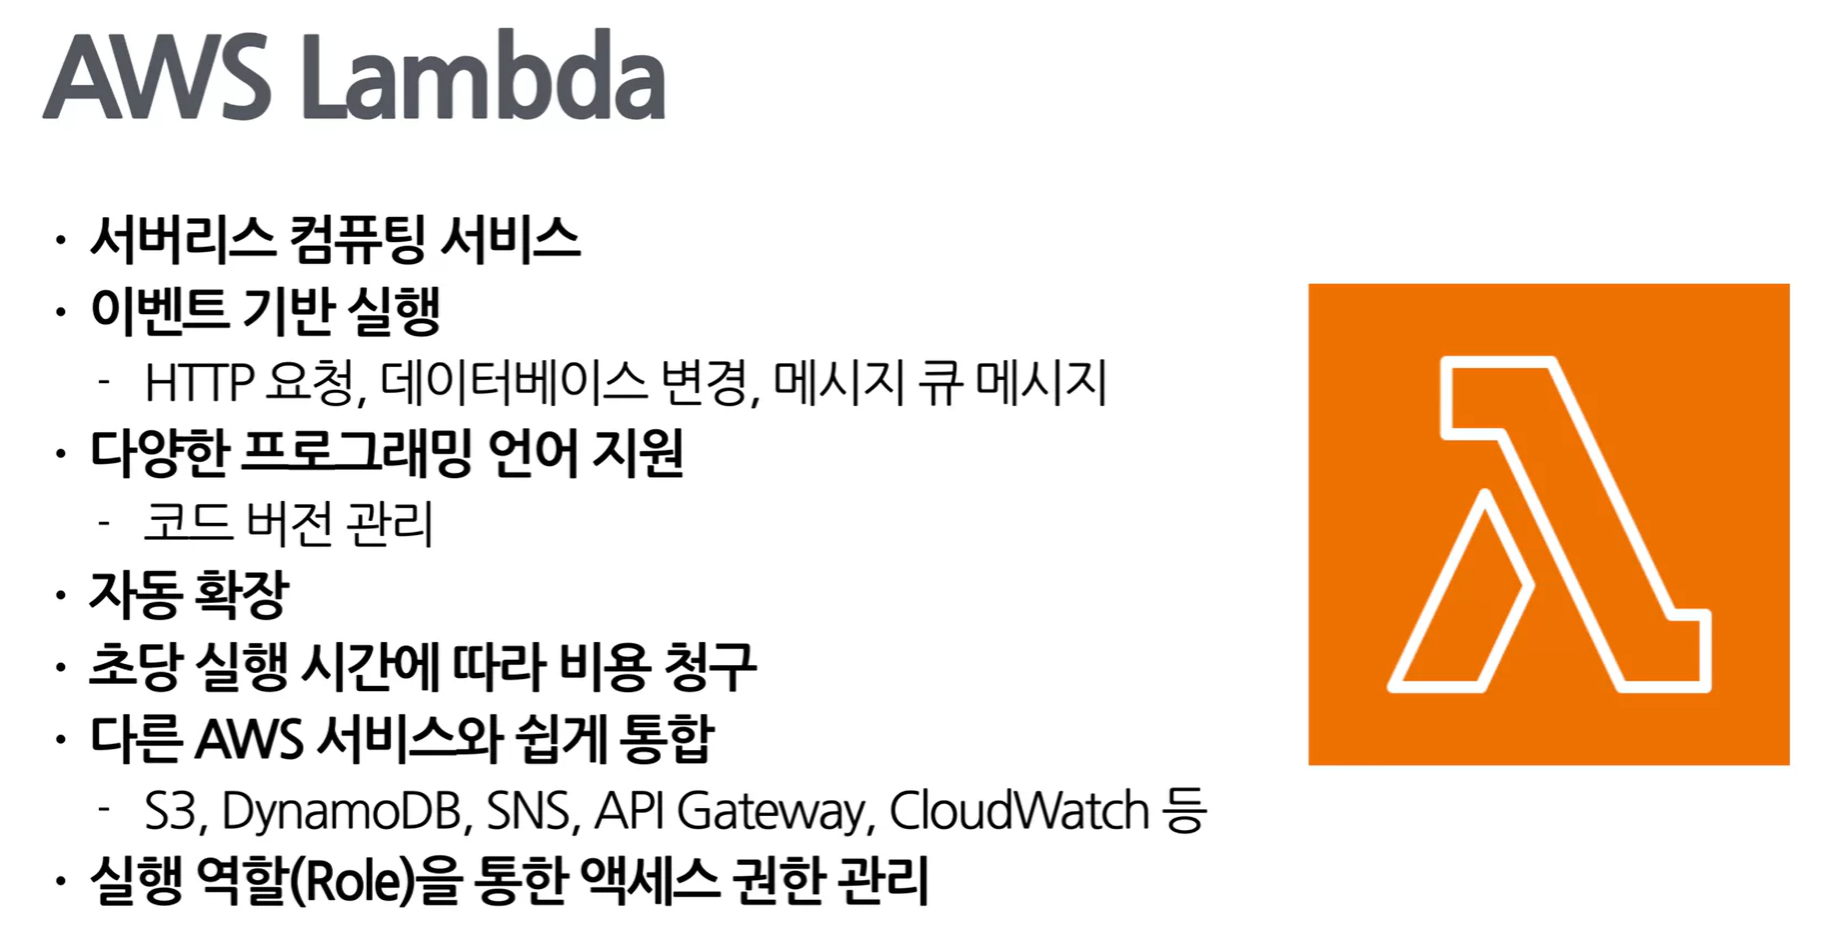 AWS Lambda
· 서버리스 컴퓨팅 서비스
· 이벤트 기반 실행
- HTTP 요청, 데이터베이스 변경, 메시지 큐 메시지
· 다양한 프로그래밍 언어 지원
- 코드 버전 관리
· 자동 확장
· 초당 실행 시간에 따라 비용 청구
· 다른 AWS 서비스와 쉽게 통합
- S3, DynamoDB, SNS, API Gateway, CloudWatch 등
· 실행 역할(Role)을 통한 액세스 권한 관리